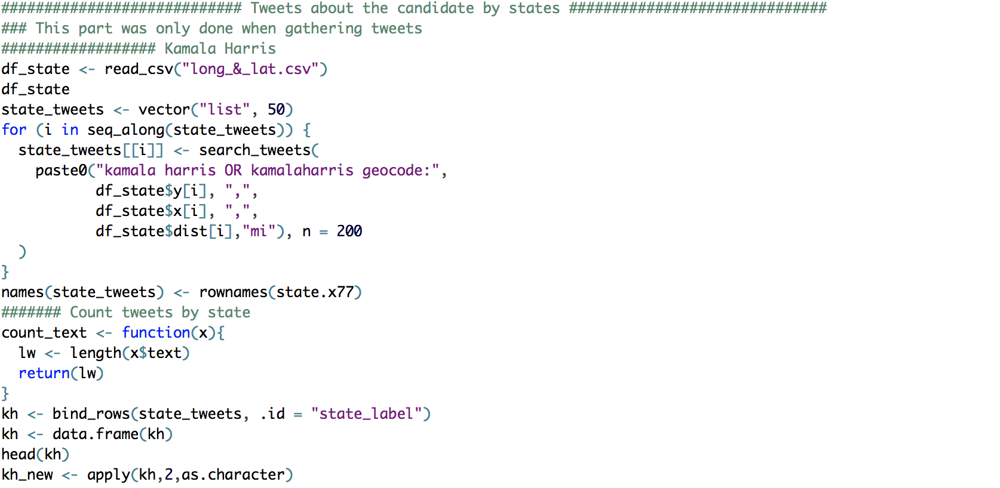 ############################ Tweets about the candidate by states ##############################
### This part was only done when gathering tweets
################## Kamala Harris
df_state <- read_csv("long_&_lat.csv")
df_state
state_tweets <- vector("list", 50)
for (i in seq_along(state_tweets)) {
  state_tweets[[i]] <- search_tweets(
    paste0("kamala harris OR kamalaharris geocode:",
           df_state$y[i], ",",
           df_state$x[i], ",",
           df_state$dist[i],"mi"), n = 200
  )
}
names(state_tweets) <- rownames(state.x77)
####### Count tweets by state
count_text <- function(x){
  lw <- length(x$text)
  return(lw)
}
kh <- bind_rows(state_tweets, .id = "state_label")
kh <- data.frame(kh)
head(kh)
kh_new <- apply(kh,2,as.character)